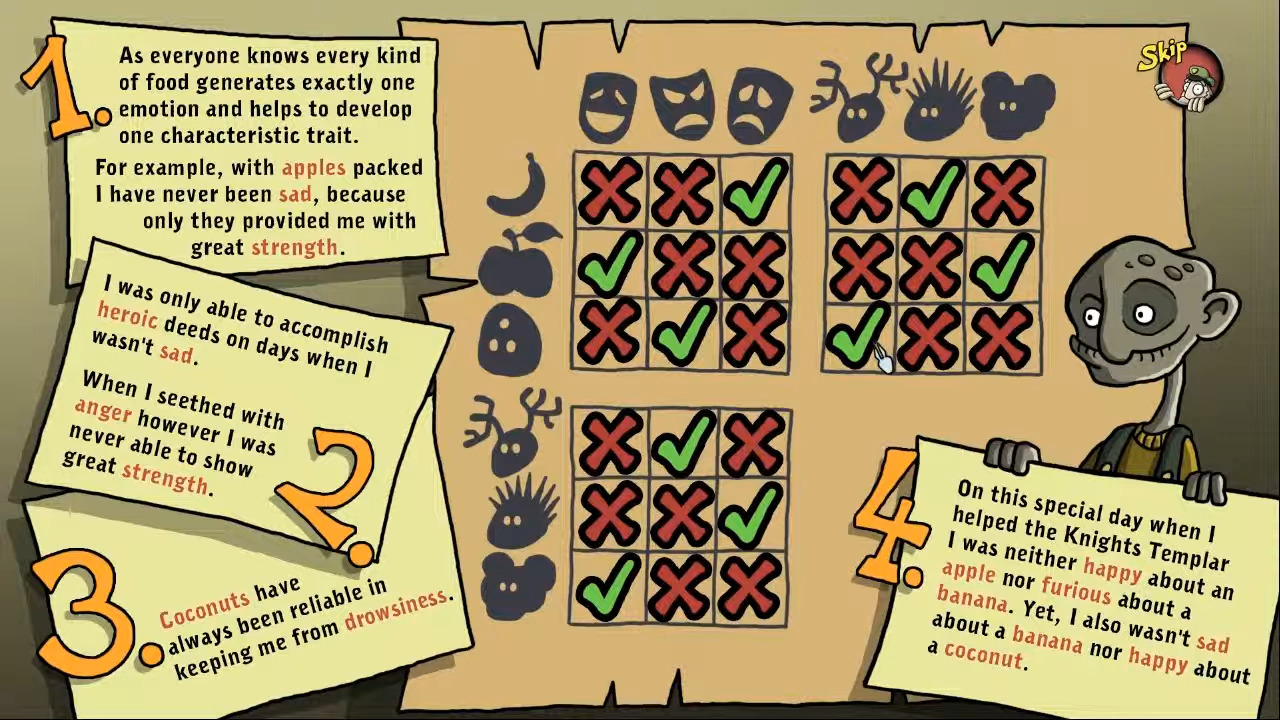 1.
As everyone knows every kind
of food generates exactly one
emotion and helps to develop
one characteristic trait.
For example, with apples packed
I have never been sad, because
only they provided me with
great strength.
I was only able to accomplish
heroic deeds on days when I
wasn't sad.
When I seethed with
anger however I was
never able to show
great strength.
2.
3.
Coconuts have
always been reliable in
keeping me from drowsiness.
Skip
4.
On this special day when I
helped the Knights Templar
I was neither happy about an
apple nor furious about a
banana. Yet, I also wasn't sad
about a banana nor happy about
a coconut.